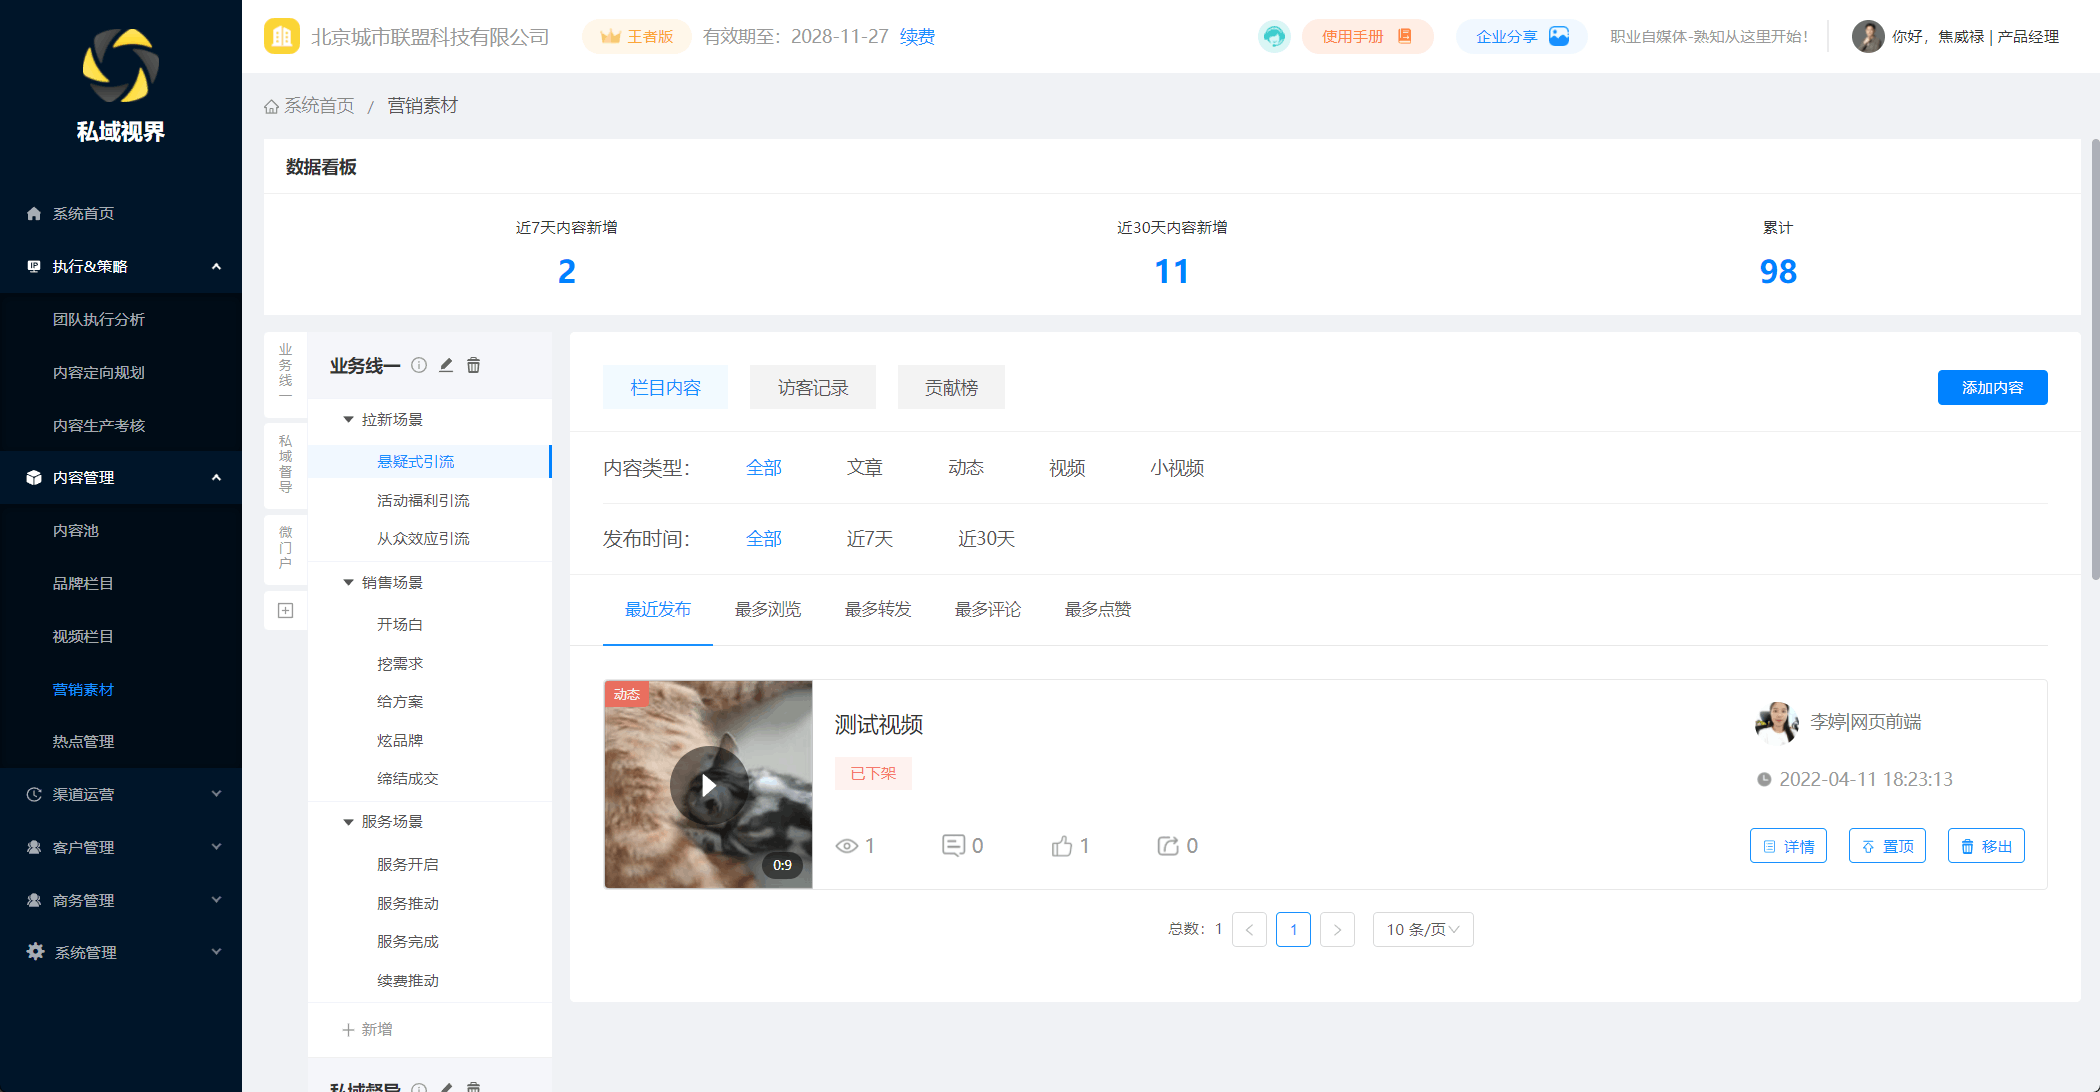 私域视界
系统首页
执行&策略
团队执行分析
内容定向规划
内容生产考核
内容管理
内容池
品牌栏目
视频栏目
营销素材
热点管理
渠道运营
客户管理
商务管理
系统管理
北京城市联盟科技有限公司 王者版 有效期至：2028-11-27 续费
使用手册 企业分享 职业自媒体-熟知从这里开始！ 你好，焦威禄 | 产品经理
系统首页 / 营销素材
数据看板
近7天内容新增 近30天内容新增 累计
2 11 98
业务线一
私域督导
微门户
业务线一
拉新场景
悬疑式引流
活动福利引流
从众效应引流
销售场景
开场白
挖需求
给方案
炫品牌
缔结成交
服务场景
服务开启
服务推动
服务完成
续费推动
新增
私域督导
栏目内容 访客记录 贡献榜 添加内容
内容类型： 全部 文章 动态 视频 小视频
发布时间： 全部 近7天 近30天
最近发布 最多浏览 最多转发 最多评论 最多点赞
动态
0:9
测试视频
已下架
1 0 1 0
李婷|网页前端
2022-04-11 18:23:13
详情 置顶 移出
总数：1 < 1 > 10 条/页